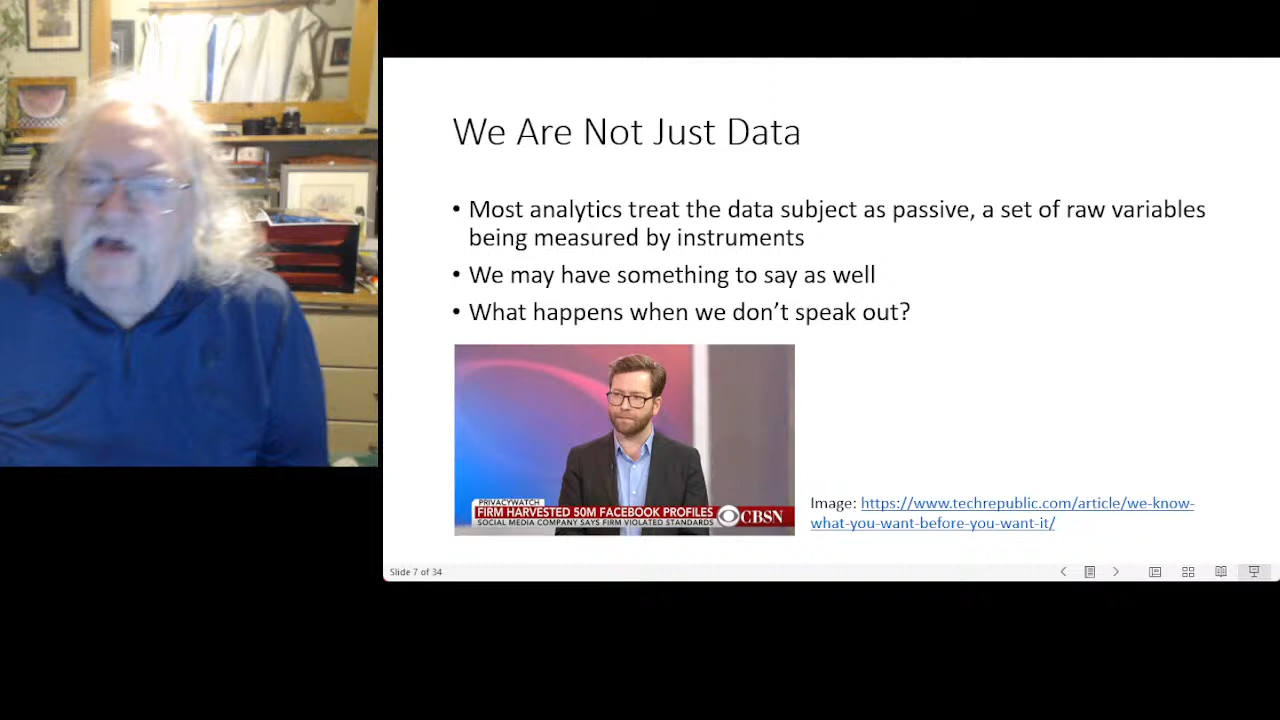 We Are Not Just Data
• Most analytics treat the data subject as passive, a set of raw variables
being measured by instruments
• We may have something to say as well
• What happens when we don’t speak out?
PRIVACYWATCH
FIRM HARVESTED 50M FACEBOOK PROFILES
SOCIAL MEDIA COMPANY SAYS FIRM VIOLATED STANDARDS
CBSN
Image: https://www.techrepublic.com/article/we-know-
what-you-want-before-you-want-it/
Slide 7 of 34